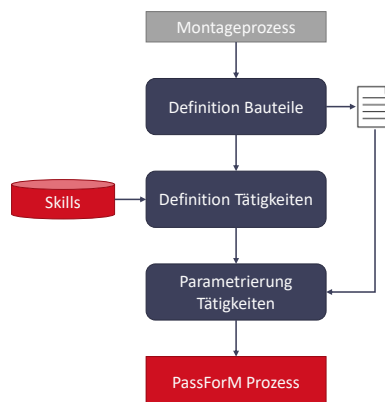 Montageprozess
Definition Bauteile
Skills
Definition Tätigkeiten
Parametrierung
Tätigkeiten
PassForM Prozess